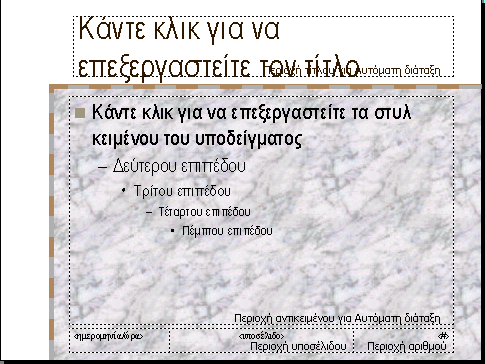 Κάντε κλικ για να
επεξεργαστείτε τον τίτλο
Περιοχή τίτλου για Αυτόματη διάταξη
Κάντε κλικ για να επεξεργαστείτε τα στυλ
κειμένου του υποδείγματος
– Δεύτερου επιπέδου
• Τρίτου επιπέδου
– Τέταρτου επιπέδου
• Πέμπτου επιπέδου
Περιοχή αντικειμένου για Αυτόματη διάταξη
<ημερομηνία/ώρα> <υποσέλιδο> <#>
Περιοχή υποσέλιδου Περιοχή αριθμού